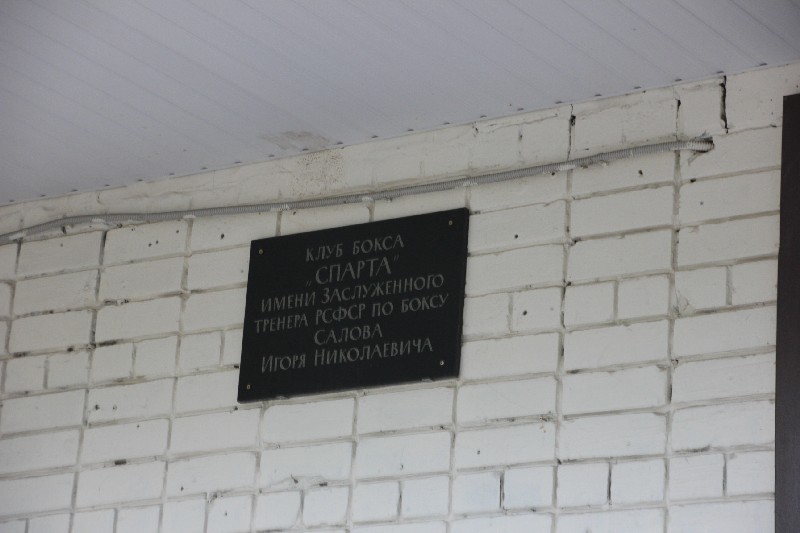 КЛУБ БОКСА
„СПАРТА"
ИМЕНИ ЗАСЛУЖЕННОГО
ТРЕНЕРА РСФСР ПО БОКСУ
САЛОВА
ИГОРЯ НИКОЛАЕВИЧА